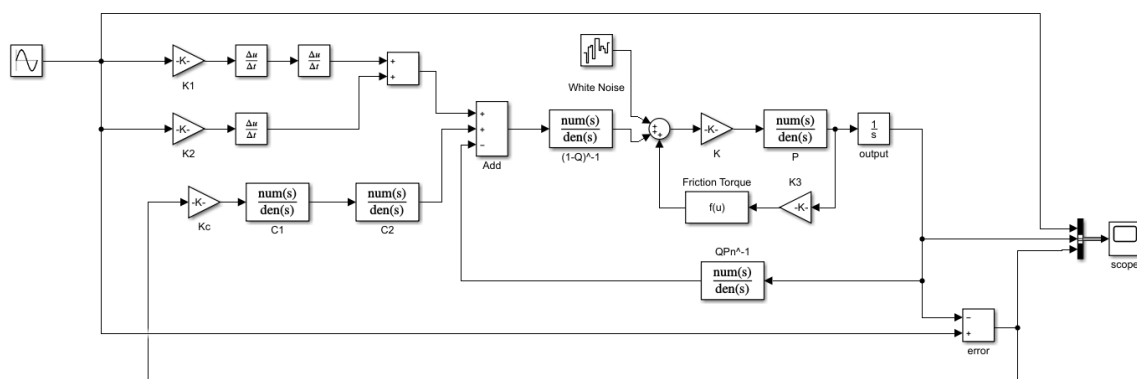 -K-
K1
Δu
Δt
Δu
Δt
+
+
-K-
K2
Δu
Δt
White Noise
+
+
−
Add
num(s)
den(s)
(1-Q)^-1
+
+
+
-K-
K
num(s)
den(s)
P
1
s
output
-K-
Kc
num(s)
den(s)
C1
num(s)
den(s)
C2
Friction Torque
f(u)
K3
-K-
QPn^-1
num(s)
den(s)
scope
−
+
error